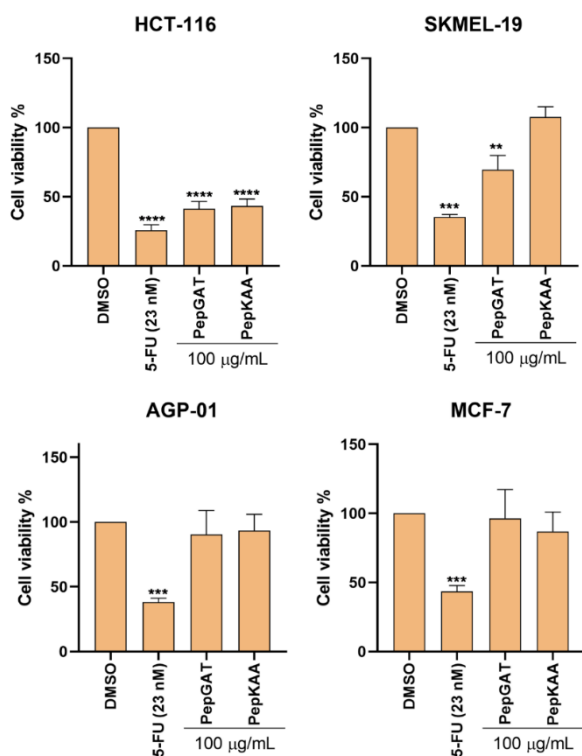 HCT-116
Cell viability %
150
100
50
0
****
****
****
DMSO
5-FU (23 nM)
PepGAT
PepKAA
100 μg/mL
SKMEL-19
Cell viability %
150
100
50
0
***
**
DMSO
5-FU (23 nM)
PepGAT
PepKAA
100 μg/mL
AGP-01
Cell viability %
150
100
50
0
***
DMSO
5-FU (23 nM)
PepGAT
PepKAA
100 μg/mL
MCF-7
Cell viability %
150
100
50
0
***
DMSO
5-FU (23 nM)
PepGAT
PepKAA
100 μg/mL